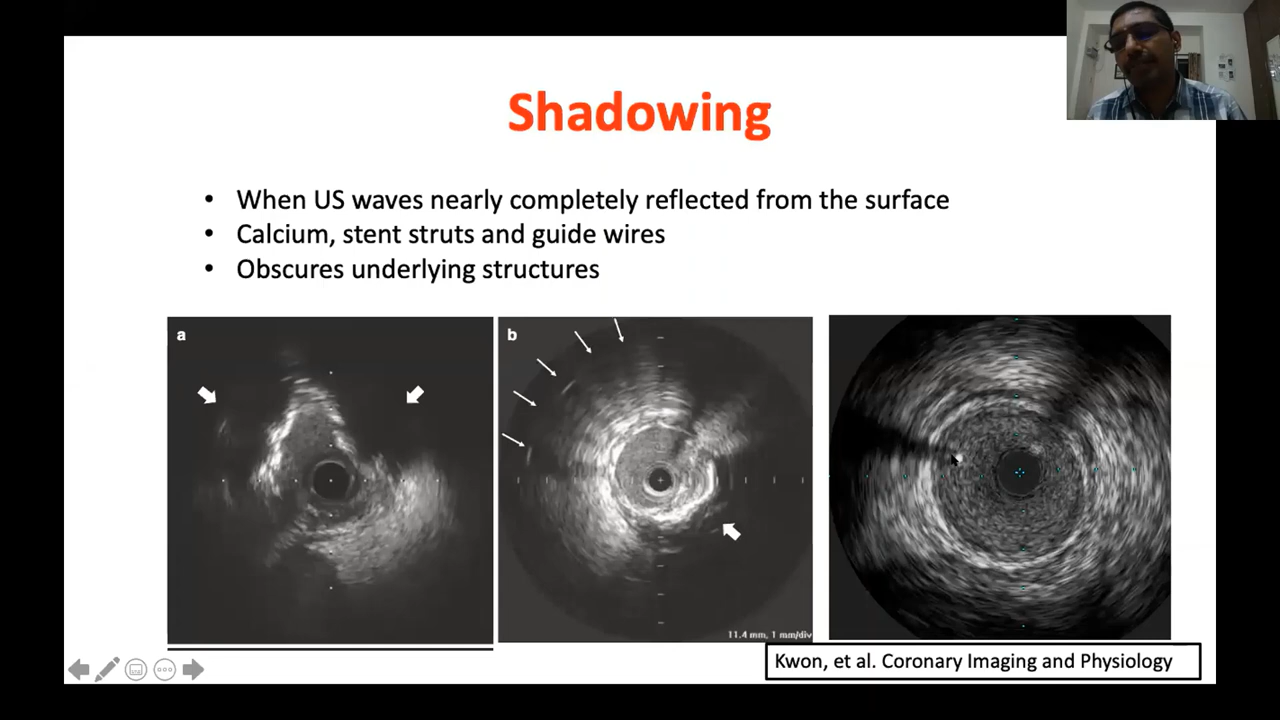 Shadowing
• When US waves nearly completely reflected from the surface
• Calcium, stent struts and guide wires
• Obscures underlying structures
a
b
11.4 mm, 1 mm/div
Kwon, et al. Coronary Imaging and Physiology